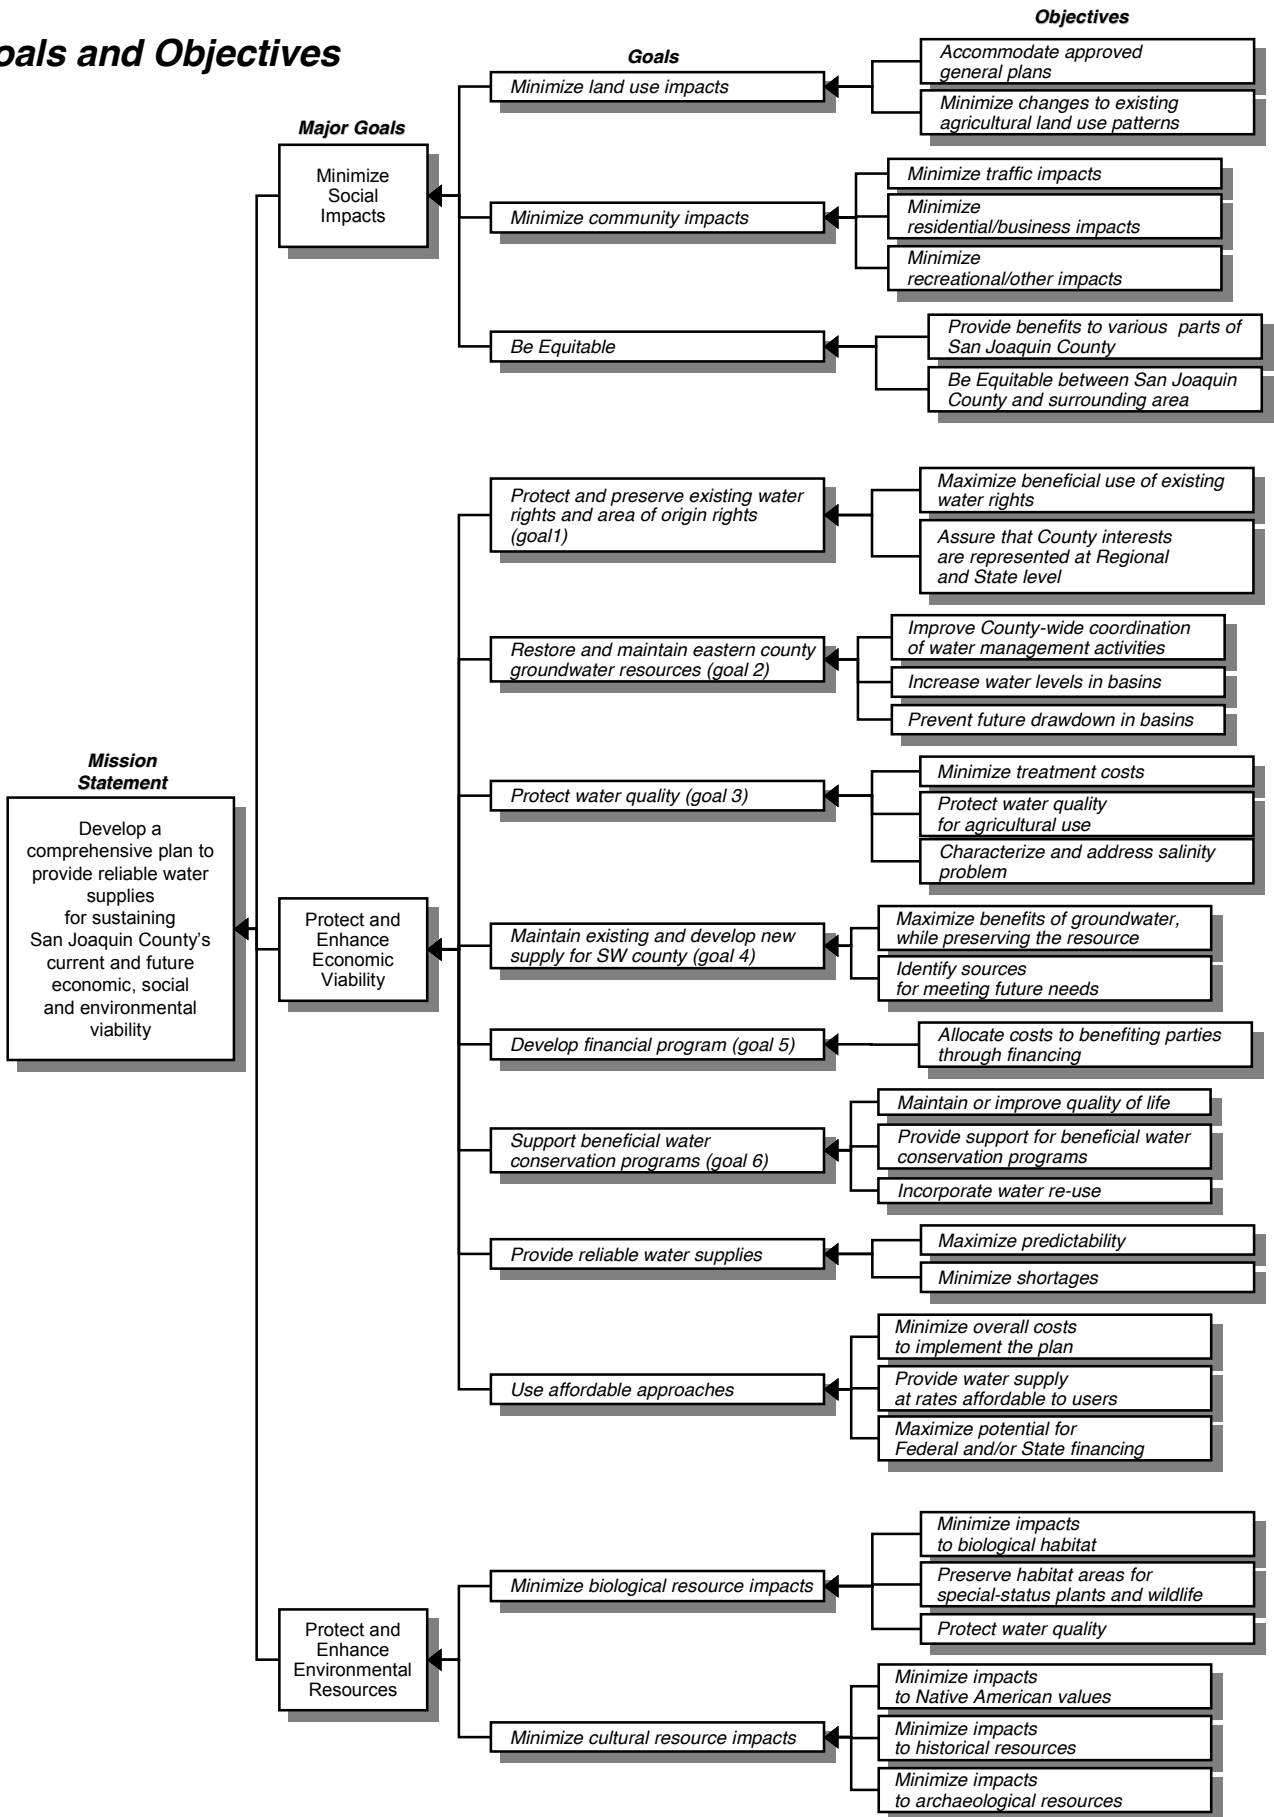 oals and Objectives
Objectives
Goals
Major Goals
Minimize
Social
Impacts
Minimize land use impacts
Accommodate approved
general plans
Minimize changes to existing
agricultural land use patterns
Minimize community impacts
Minimize traffic impacts
Minimize
residential/business impacts
Minimize
recreational/other impacts
Be Equitable
Provide benefits to various parts of
San Joaquin County
Be Equitable between San Joaquin
County and surrounding area
Mission
Statement
Develop a
comprehensive plan to
provide reliable water
supplies
for sustaining
San Joaquin County's
current and future
economic, social
and environmental
viability
Protect and
Enhance
Economic
Viability
Protect and preserve existing water
rights and area of origin rights
(goal1)
Maximize beneficial use of existing
water rights
Assure that County interests
are represented at Regional
and State level
Restore and maintain eastern county
groundwater resources (goal 2)
Improve County-wide coordination
of water management activities
Increase water levels in basins
Prevent future drawdown in basins
Protect water quality (goal 3)
Minimize treatment costs
Protect water quality
for agricultural use
Characterize and address salinity
problem
Maintain existing and develop new
supply for SW county (goal 4)
Maximize benefits of groundwater,
while preserving the resource
Identify sources
for meeting future needs
Develop financial program (goal 5)
Allocate costs to benefiting parties
through financing
Support beneficial water
conservation programs (goal 6)
Maintain or improve quality of life
Provide support for beneficial water
conservation programs
Incorporate water re-use
Provide reliable water supplies
Maximize predictability
Minimize shortages
Use affordable approaches
Minimize overall costs
to implement the plan
Provide water supply
at rates affordable to users
Maximize potential for
Federal and/or State financing
Protect and
Enhance
Environmental
Resources
Minimize biological resource impacts
Minimize impacts
to biological habitat
Preserve habitat areas for
special-status plants and wildlife
Protect water quality
Minimize cultural resource impacts
Minimize impacts
to Native American values
Minimize impacts
to historical resources
Minimize impacts
to archaeological resources